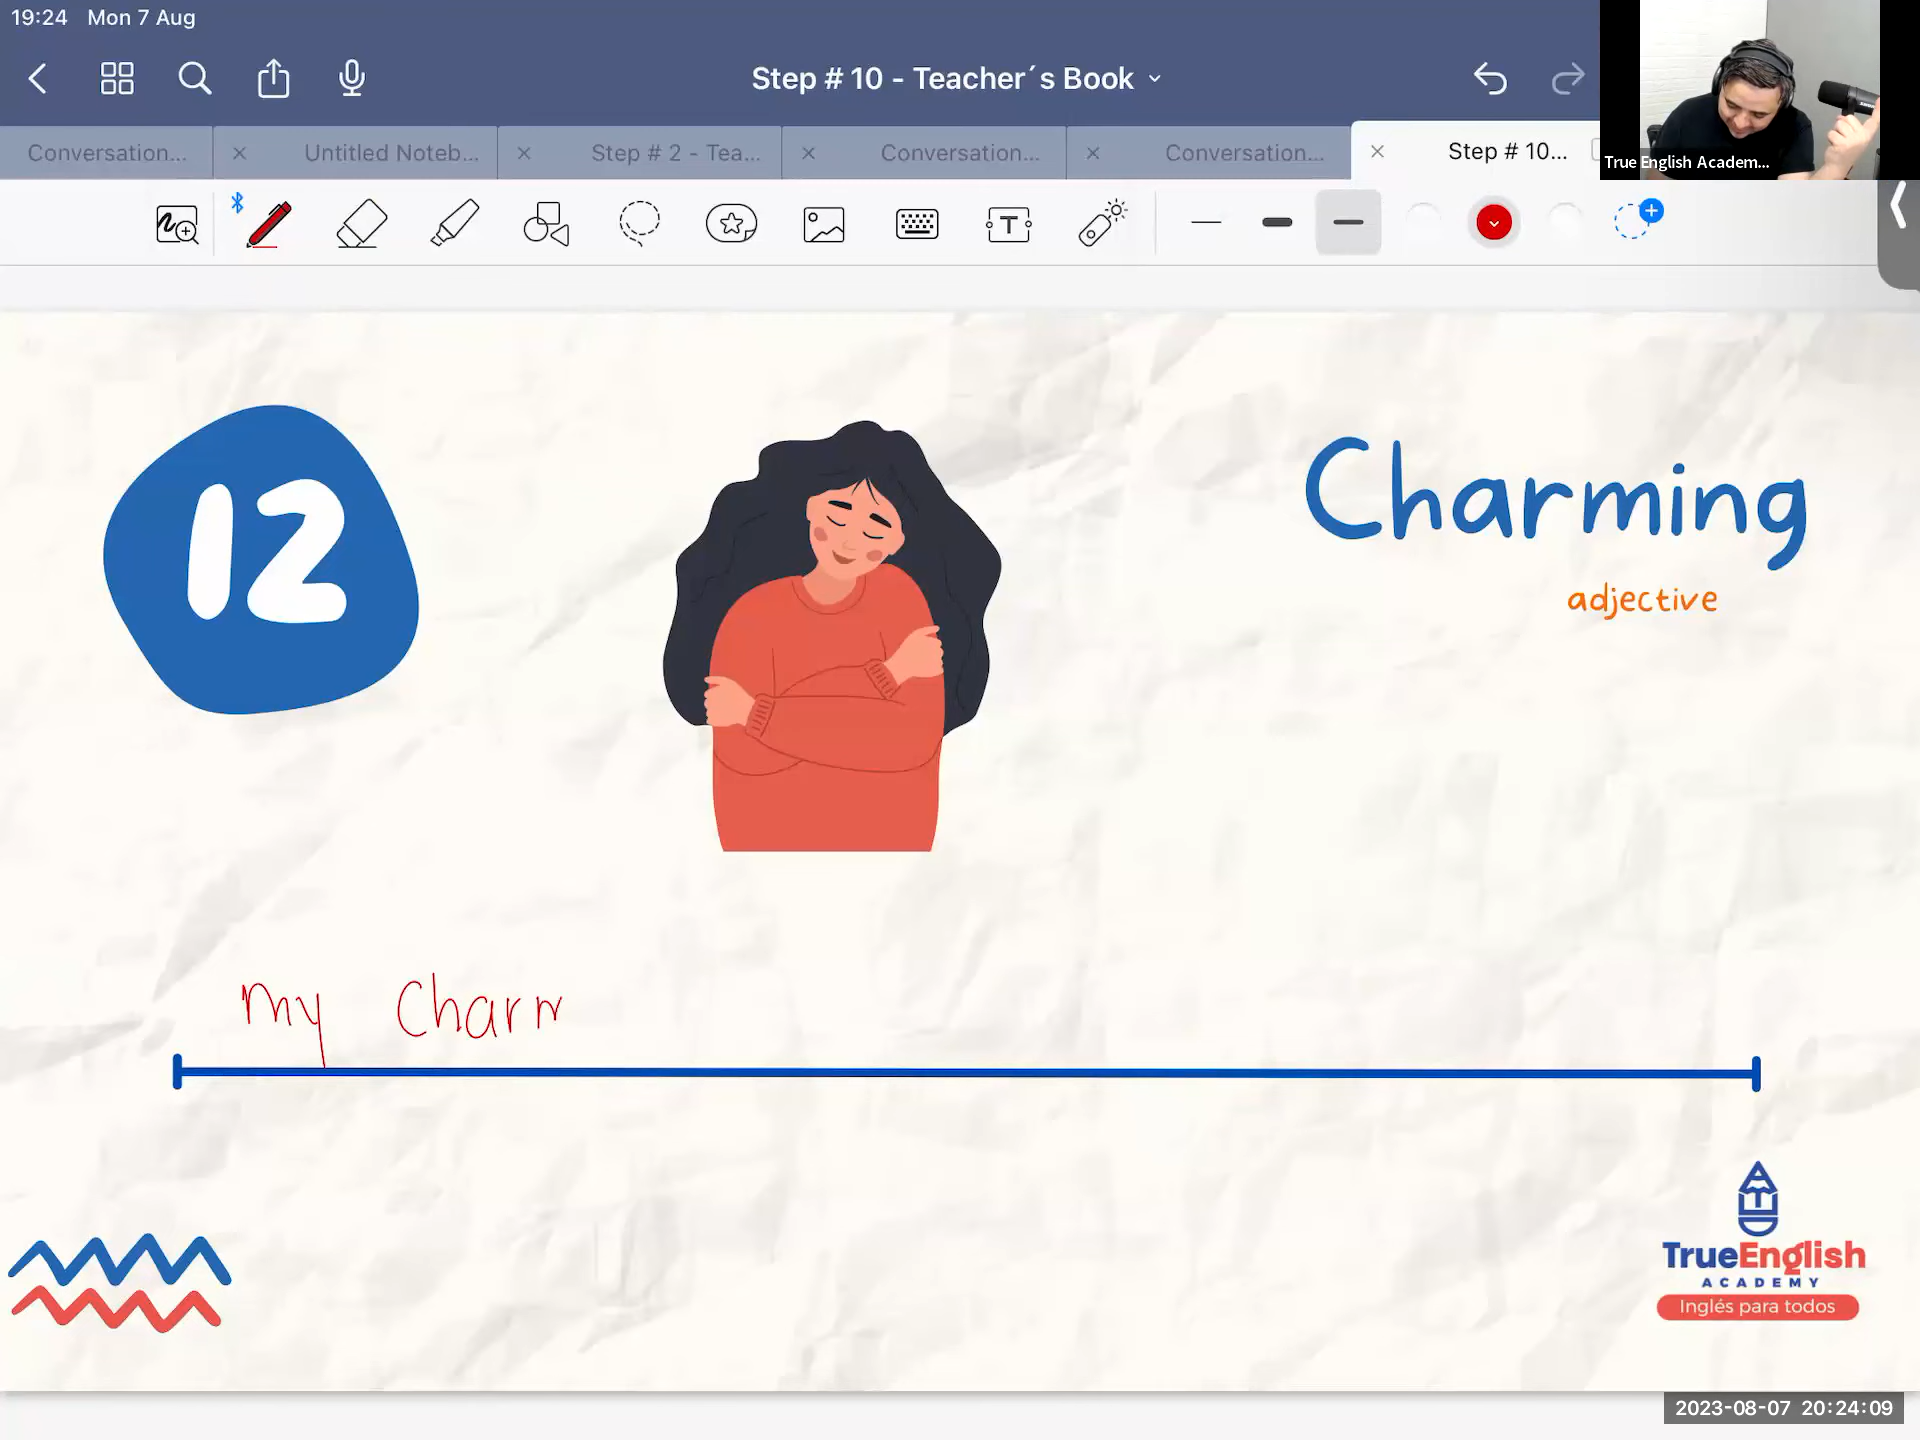 19:24 Mon 7 Aug
Step # 10 - Teacher´s Book
Conversation...
Untitled Noteb...
Step # 2 - Tea...
Conversation...
Conversation...
Step # 10...
True English Academ...
12
Charming
adjective
my Charm
TrueEnglish
ACADEMY
Inglés para todos
2023-08-07 20:24:09